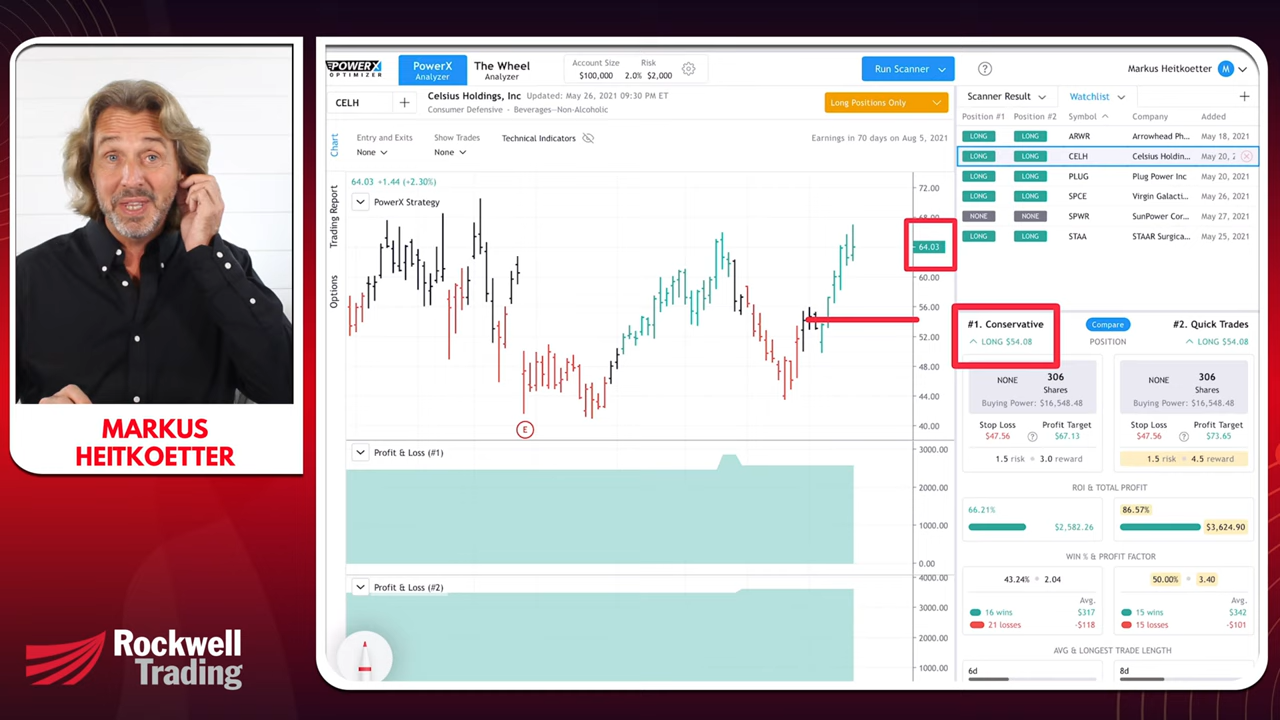 MARKUS
HEITKOETTER
Rockwell
Trading
POWERX
OPTIMIZER
PowerX
Analyzer
The Wheel
Analyzer
Account Size Risk
$100,000 2.0% $2,000
Run Scanner
?
Markus Heitkoetter M
CELH +
Celsius Holdings, Inc Updated: May 26, 2021 09:30 PM ET
Consumer Defensive - Beverages—Non-Alcoholic
Long Positions Only
Chart
Trading Report
Options
Entry and Exits Show Trades Technical Indicators
None None
Earnings in 70 days on Aug 5, 2021
64.03 +1.44 (+2.30%)
PowerX Strategy
72.00
68.00
64.03
60.00
56.00
52.00
48.00
44.00
40.00
E
Profit & Loss (#1)
3000.00
2000.00
1000.00
0.00
Profit & Loss (#2)
4000.00
3000.00
2000.00
1000.00
Scanner Result Watchlist +
Position #1 Position #2 Symbol Company Added
LONG LONG ARWR Arrowhead Ph... May 18, 2021
LONG LONG CELH Celsius Holdin... May 20, 2
LONG LONG PLUG Plug Power Inc May 20, 2021
LONG LONG SPCE Virgin Galacti... May 26, 2021
NONE NONE SPWR SunPower Cor... May 27, 2021
LONG LONG STAA STAAR Surgica... May 25, 2021
#1. Conservative Compare #2. Quick Trades
LONG $54.08 POSITION LONG $54.08
NONE 306 NONE 306
Shares Shares
Buying Power: $16,548.48 Buying Power: $16,548.48
Stop Loss Profit Target Stop Loss Profit Target
$47.56 ? $67.13 $47.56 ? $73.65
1.5 risk 3.0 reward 1.5 risk 4.5 reward
ROI & TOTAL PROFIT
66.21% 86.57%
$2,582.26 $3,624.90
WIN % & PROFIT FACTOR
43.24% 2.04 50.00% 3.40
Avg. Avg.
16 wins $317 15 wins $342
21 losses -$118 15 losses -$101
AVG & LONGEST TRADE LENGTH
6d 8d